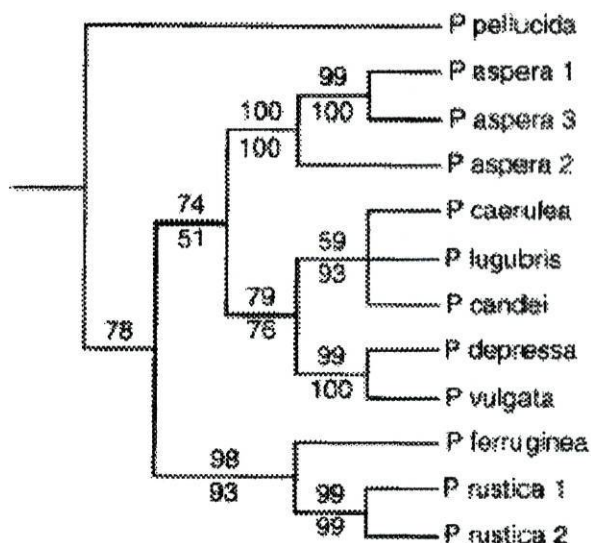 P pellucida
99
P aspera 1
100
100
P aspera 3
100
P aspera 2
74
P caerulea
51
59
P lugubris
93
79
P candei
76
P depressa
99
78
100
P vulgata
P ferruginea
98
93
99
P rustica 1
99
P rustica 2